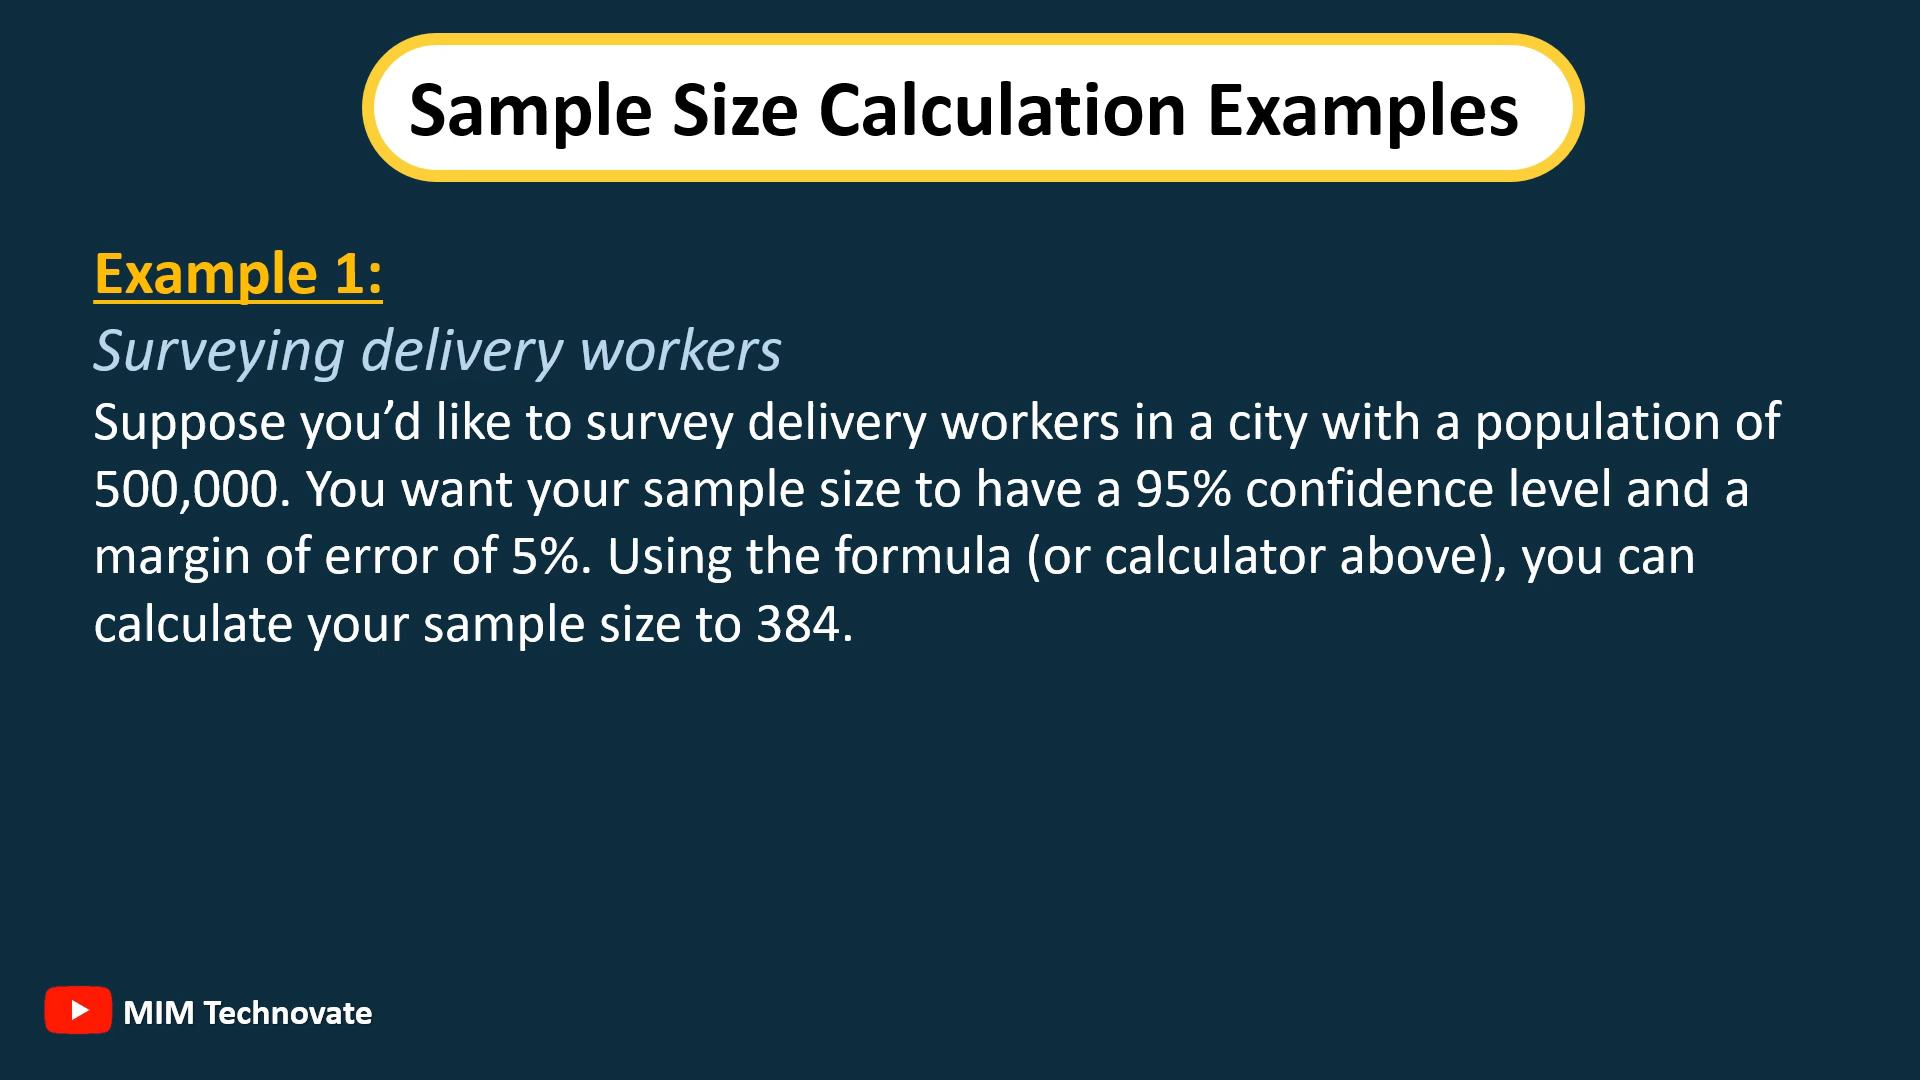 Sample Size Calculation Examples
Example 1:
Surveying delivery workers
Suppose you’d like to survey delivery workers in a city with a population of
500,000. You want your sample size to have a 95% confidence level and a
margin of error of 5%. Using the formula (or calculator above), you can
calculate your sample size to 384.
MIM Technovate